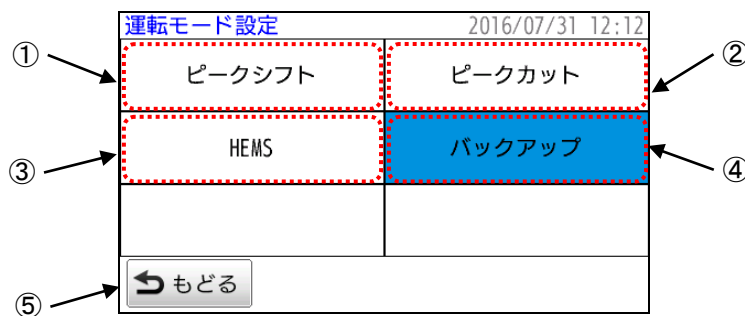 運転モード設定 2016/07/31 12:12
① ピークシフト ピークカット ②
③ HEMS バックアップ ④
⑤ もどる